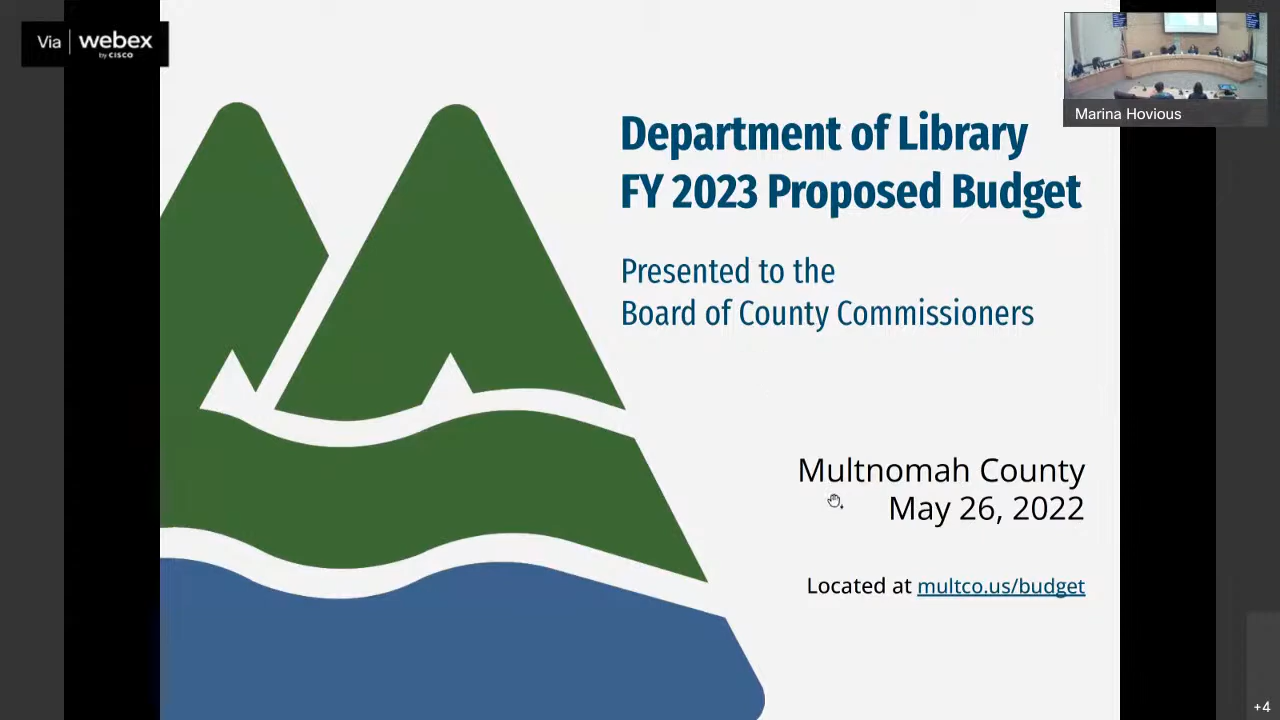 Via webex
by CISCO
Marina Hovious
Department of Library
FY 2023 Proposed Budget
Presented to the
Board of County Commissioners
Multnomah County
May 26, 2022
Located at multco.us/budget
+4